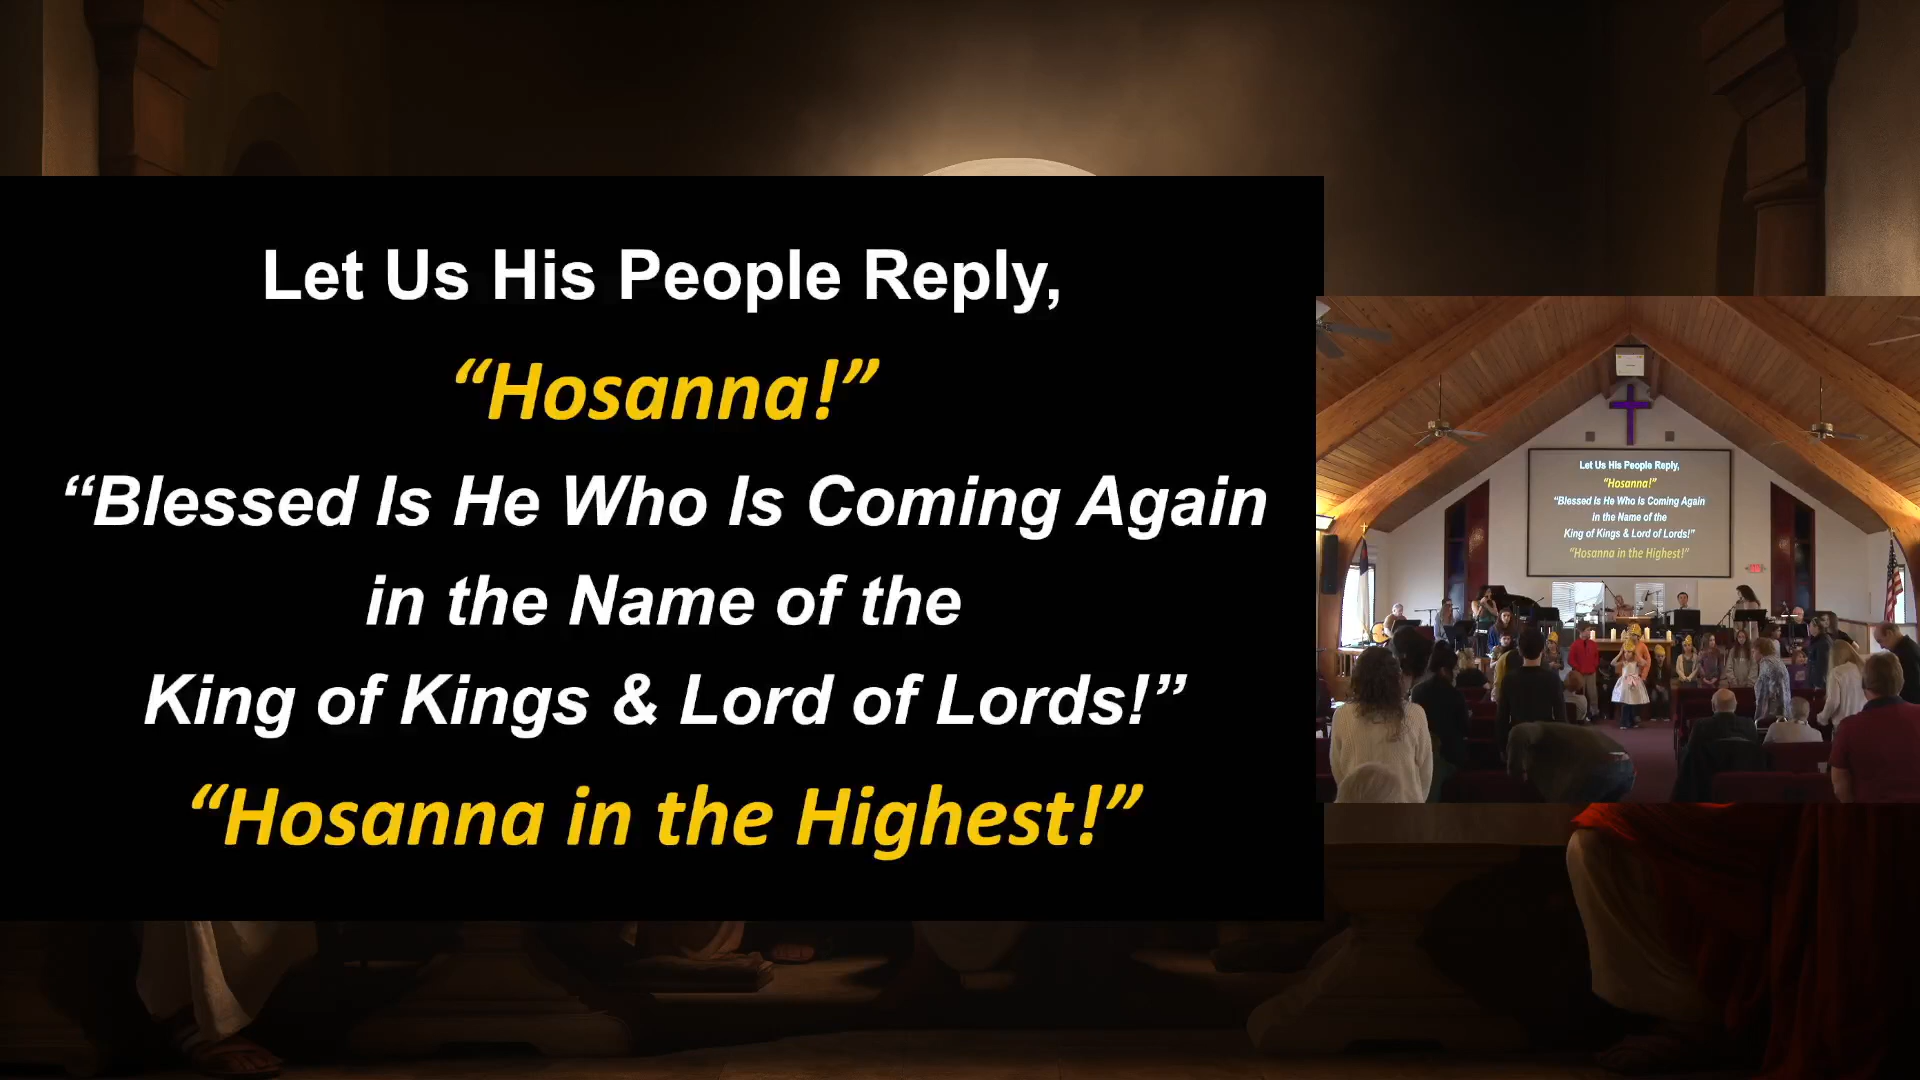 Let Us His People Reply,
“Hosanna!”
“Blessed Is He Who Is Coming Again
in the Name of the
King of Kings & Lord of Lords!”
“Hosanna in the Highest!”
Let Us His People Reply,
“Hosanna!”
“Blessed Is He Who Is Coming Again
in the Name of the
King of Kings & Lord of Lords!”
“Hosanna in the Highest!”